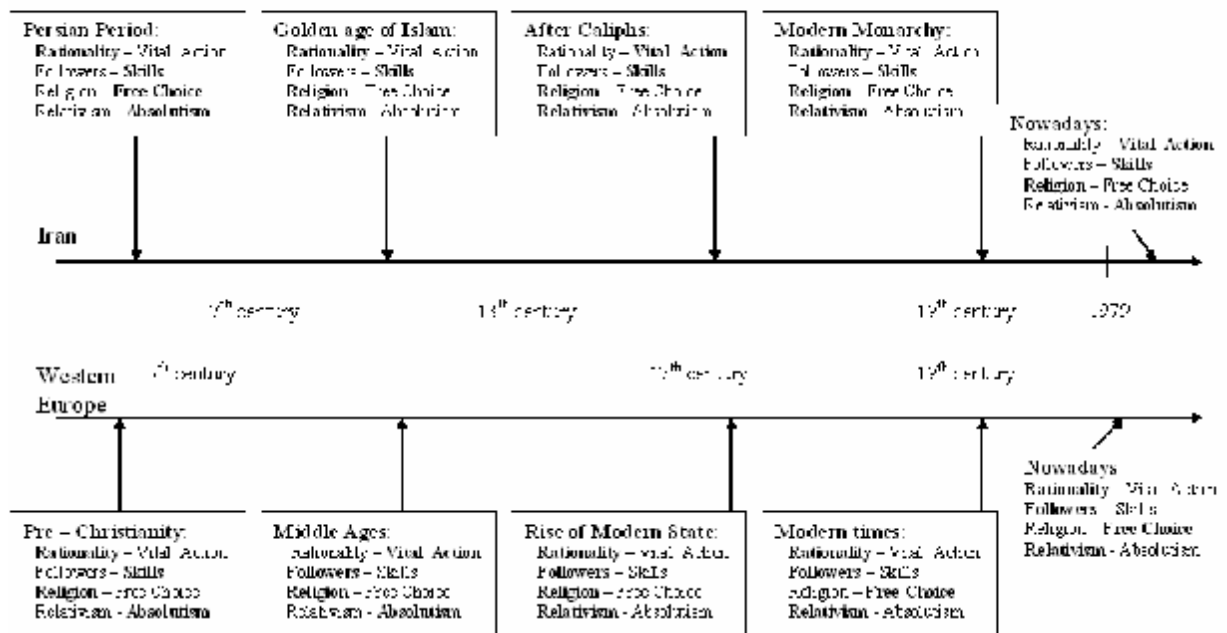 Persian Period:
Rationality – Vital Action
Followers – Skills
Religion – Free Choice
Relativism - Absolutism
Golden age of Islam:
Rationality – Vital Action
Followers – Skills
Religion – Free Choice
Relativism - Absolutism
After Caliphs:
Rationality – Vital Action
Followers – Skills
Religion – Free Choice
Relativism - Absolutism
Modern Monarchy:
Rationality – Vital Action
Followers – Skills
Religion – Free Choice
Relativism - Absolutism
Nowadays:
Rationality – Vital Action
Followers – Skills
Religion – Free Choice
Relativism - Absolutism
Iran
century
13th century
19th century
1979
Western
Europe
century
century
19th century
Nowadays
Rationality – Vital Action
Followers – Skills
Religion – Free Choice
Relativism - Absolutism
Pre – Christianity:
Rationality – Vital Action
Followers – Skills
Religion – Free Choice
Relativism - Absolutism
Middle Ages:
Rationality – Vital Action
Followers – Skills
Religion – Free Choice
Relativism - Absolutism
Rise of Modern State:
Rationality – Vital Action
Followers – Skills
Religion – Free Choice
Relativism - Absolutism
Modern times:
Rationality – Vital Action
Followers – Skills
Religion – Free Choice
Relativism - Absolutism